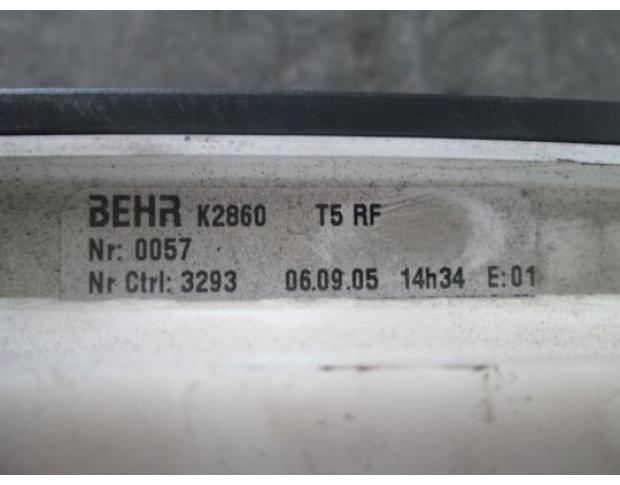 BEHR K2860 T5 RF
Nr: 0057
Nr Ctrl: 3293 06.09.05 14h34 E:01